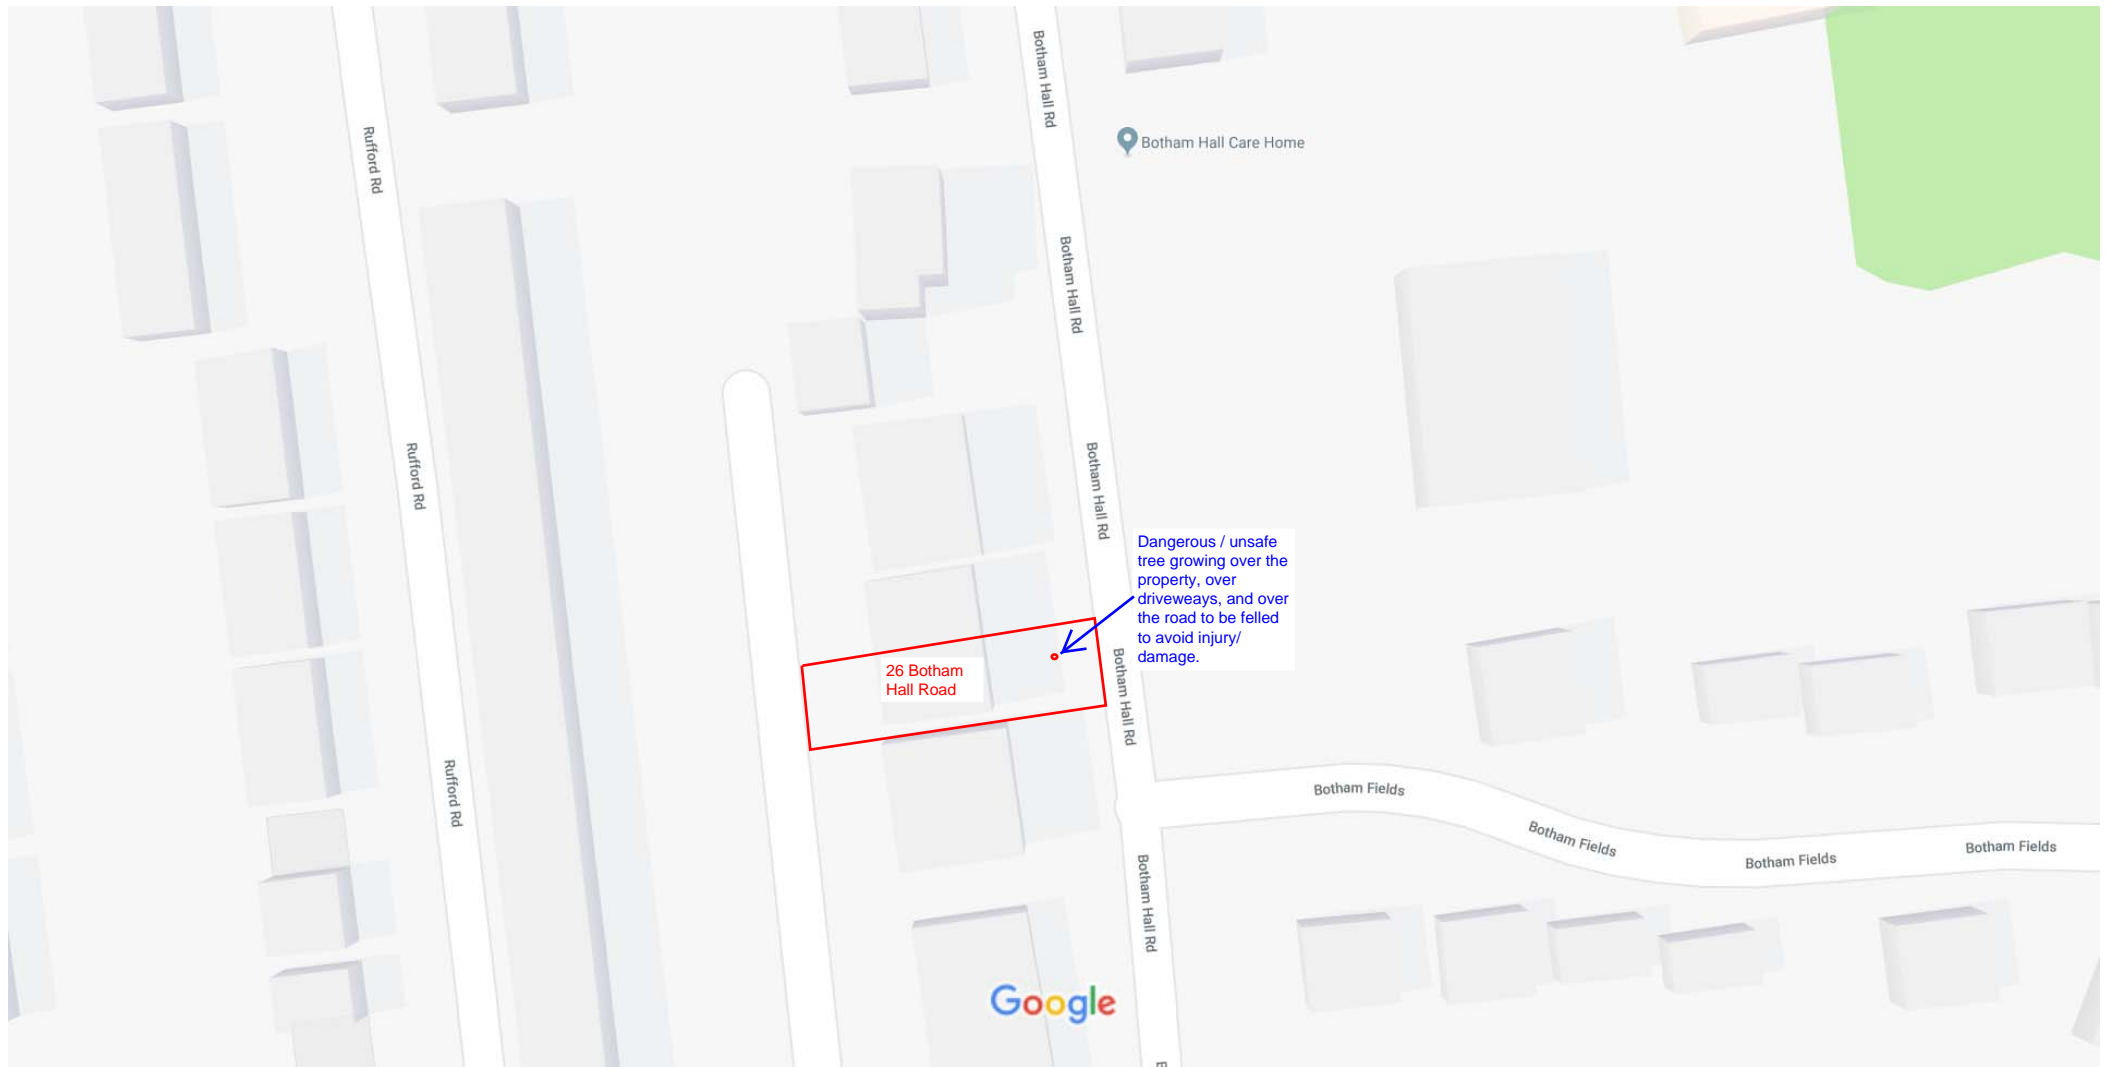 Botham Hall Rd
Rufford Rd
Botham Hall Care Home
Botham Hall Rd
Rufford Rd
Botham Hall Rd
Dangerous / unsafe
tree growing over the
property, over
driveweays, and over
the road to be felled
to avoid injury/
damage.
26 Botham
Hall Road
Botham Hall Rd
Rufford Rd
Botham Fields
Botham Fields
Botham Fields
Botham Fields
Botham Hall Rd
Google